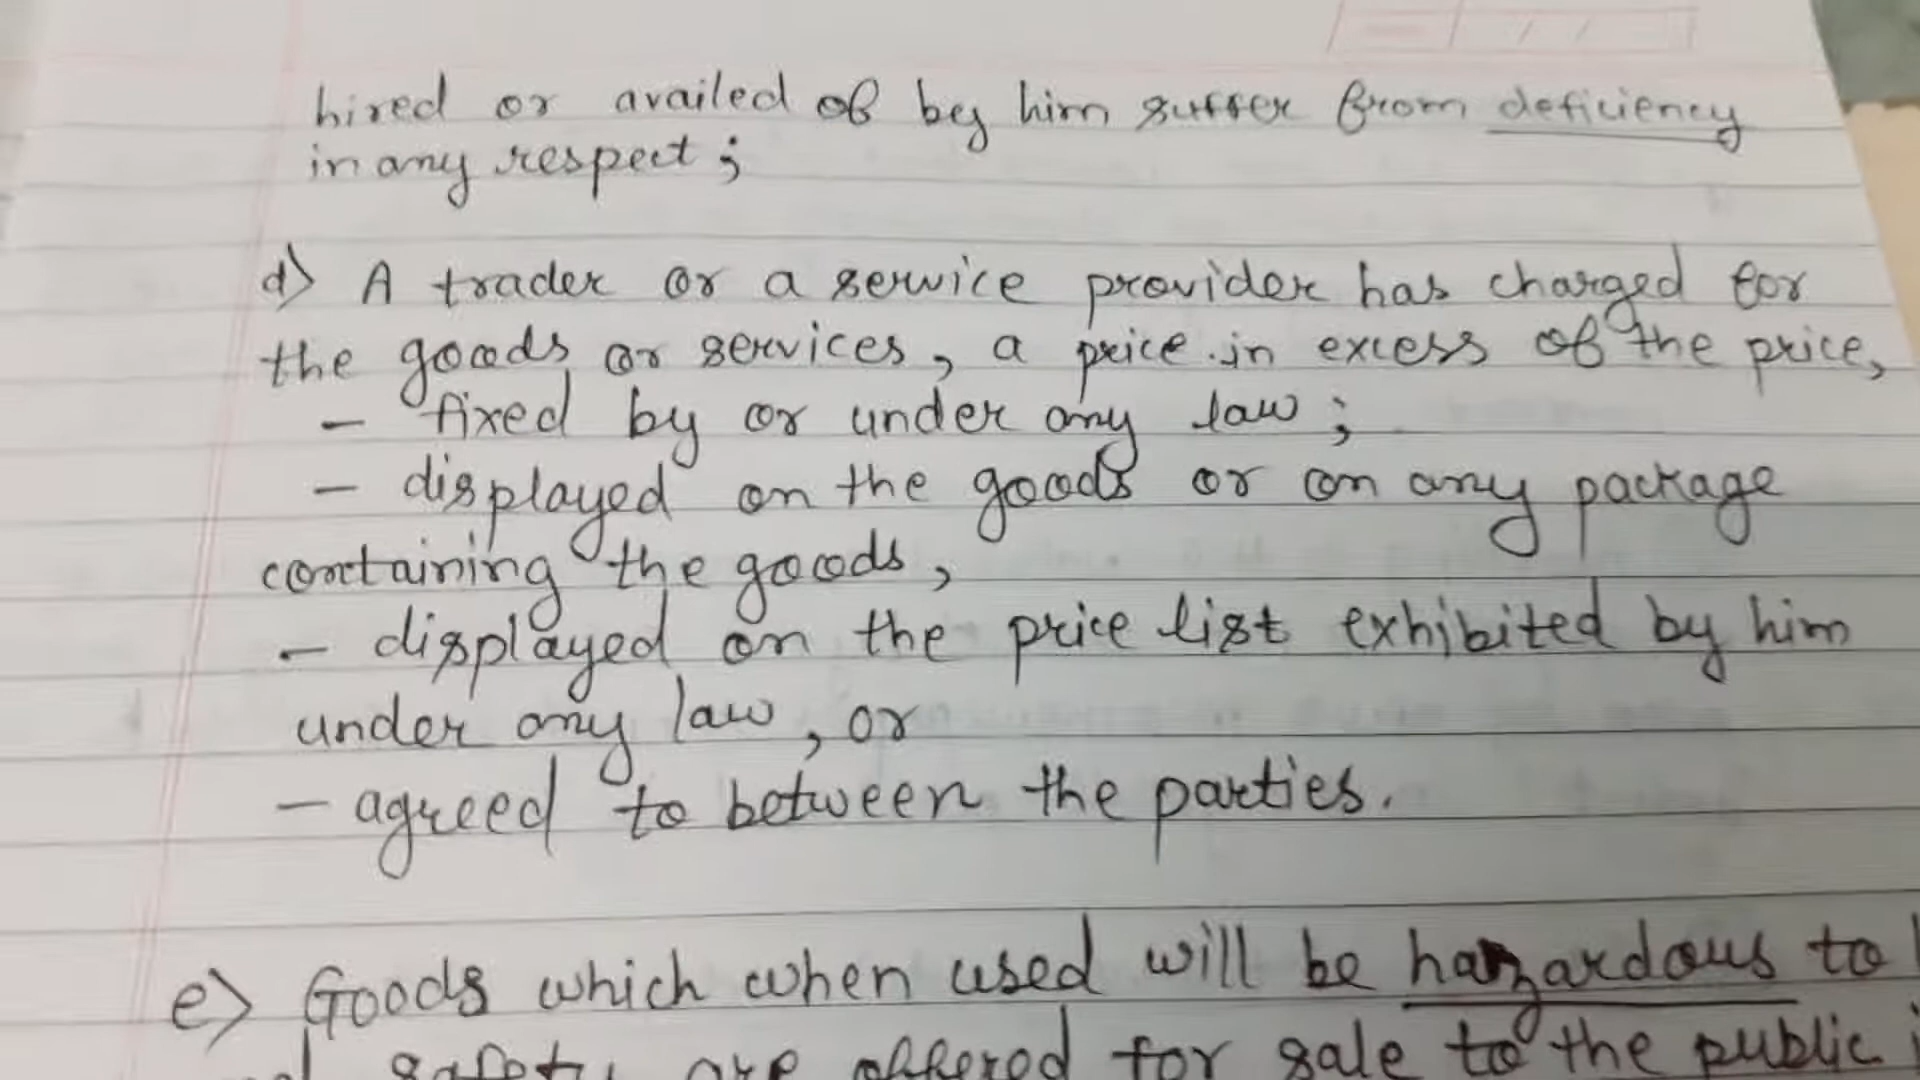 hired or availed of by him suffer from deficiency
in any respect ;
d) A trader or a service provider has charged for
the goods or services, a price in excess of the price,
- fixed by or under any law ;
- displayed on the goods or on any package
containing the goods,
- displayed on the price list exhibited by him
under any law, or
- agreed to between the parties.
e) Goods which when used will be hazardous to
safety are offered for sale to the public